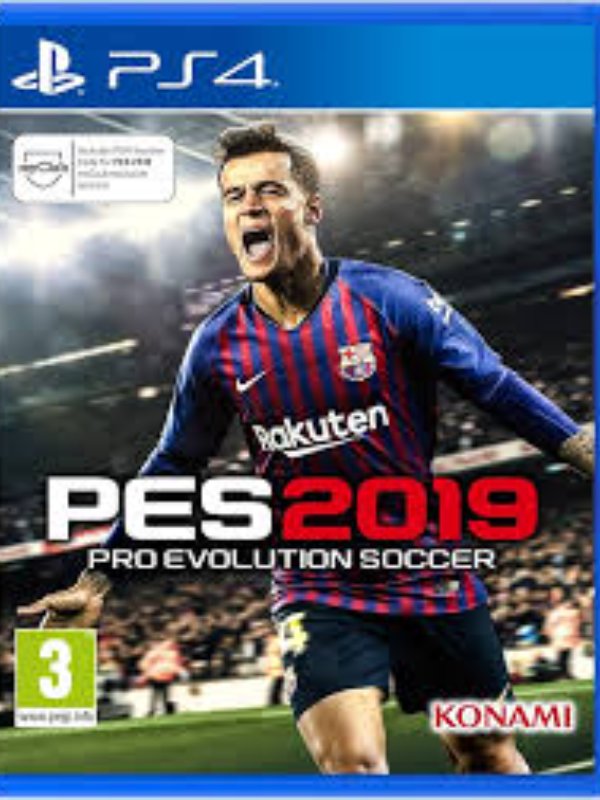 PS4
Rakuten
PES2019
PRO EVOLUTION SOCCER
3
www.pegi.info
KONAMI